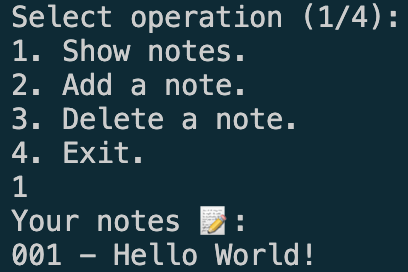 Select operation (1/4):
1. Show notes.
2. Add a note.
3. Delete a note.
4. Exit.
1
Your notes 📝:
001 – Hello World!